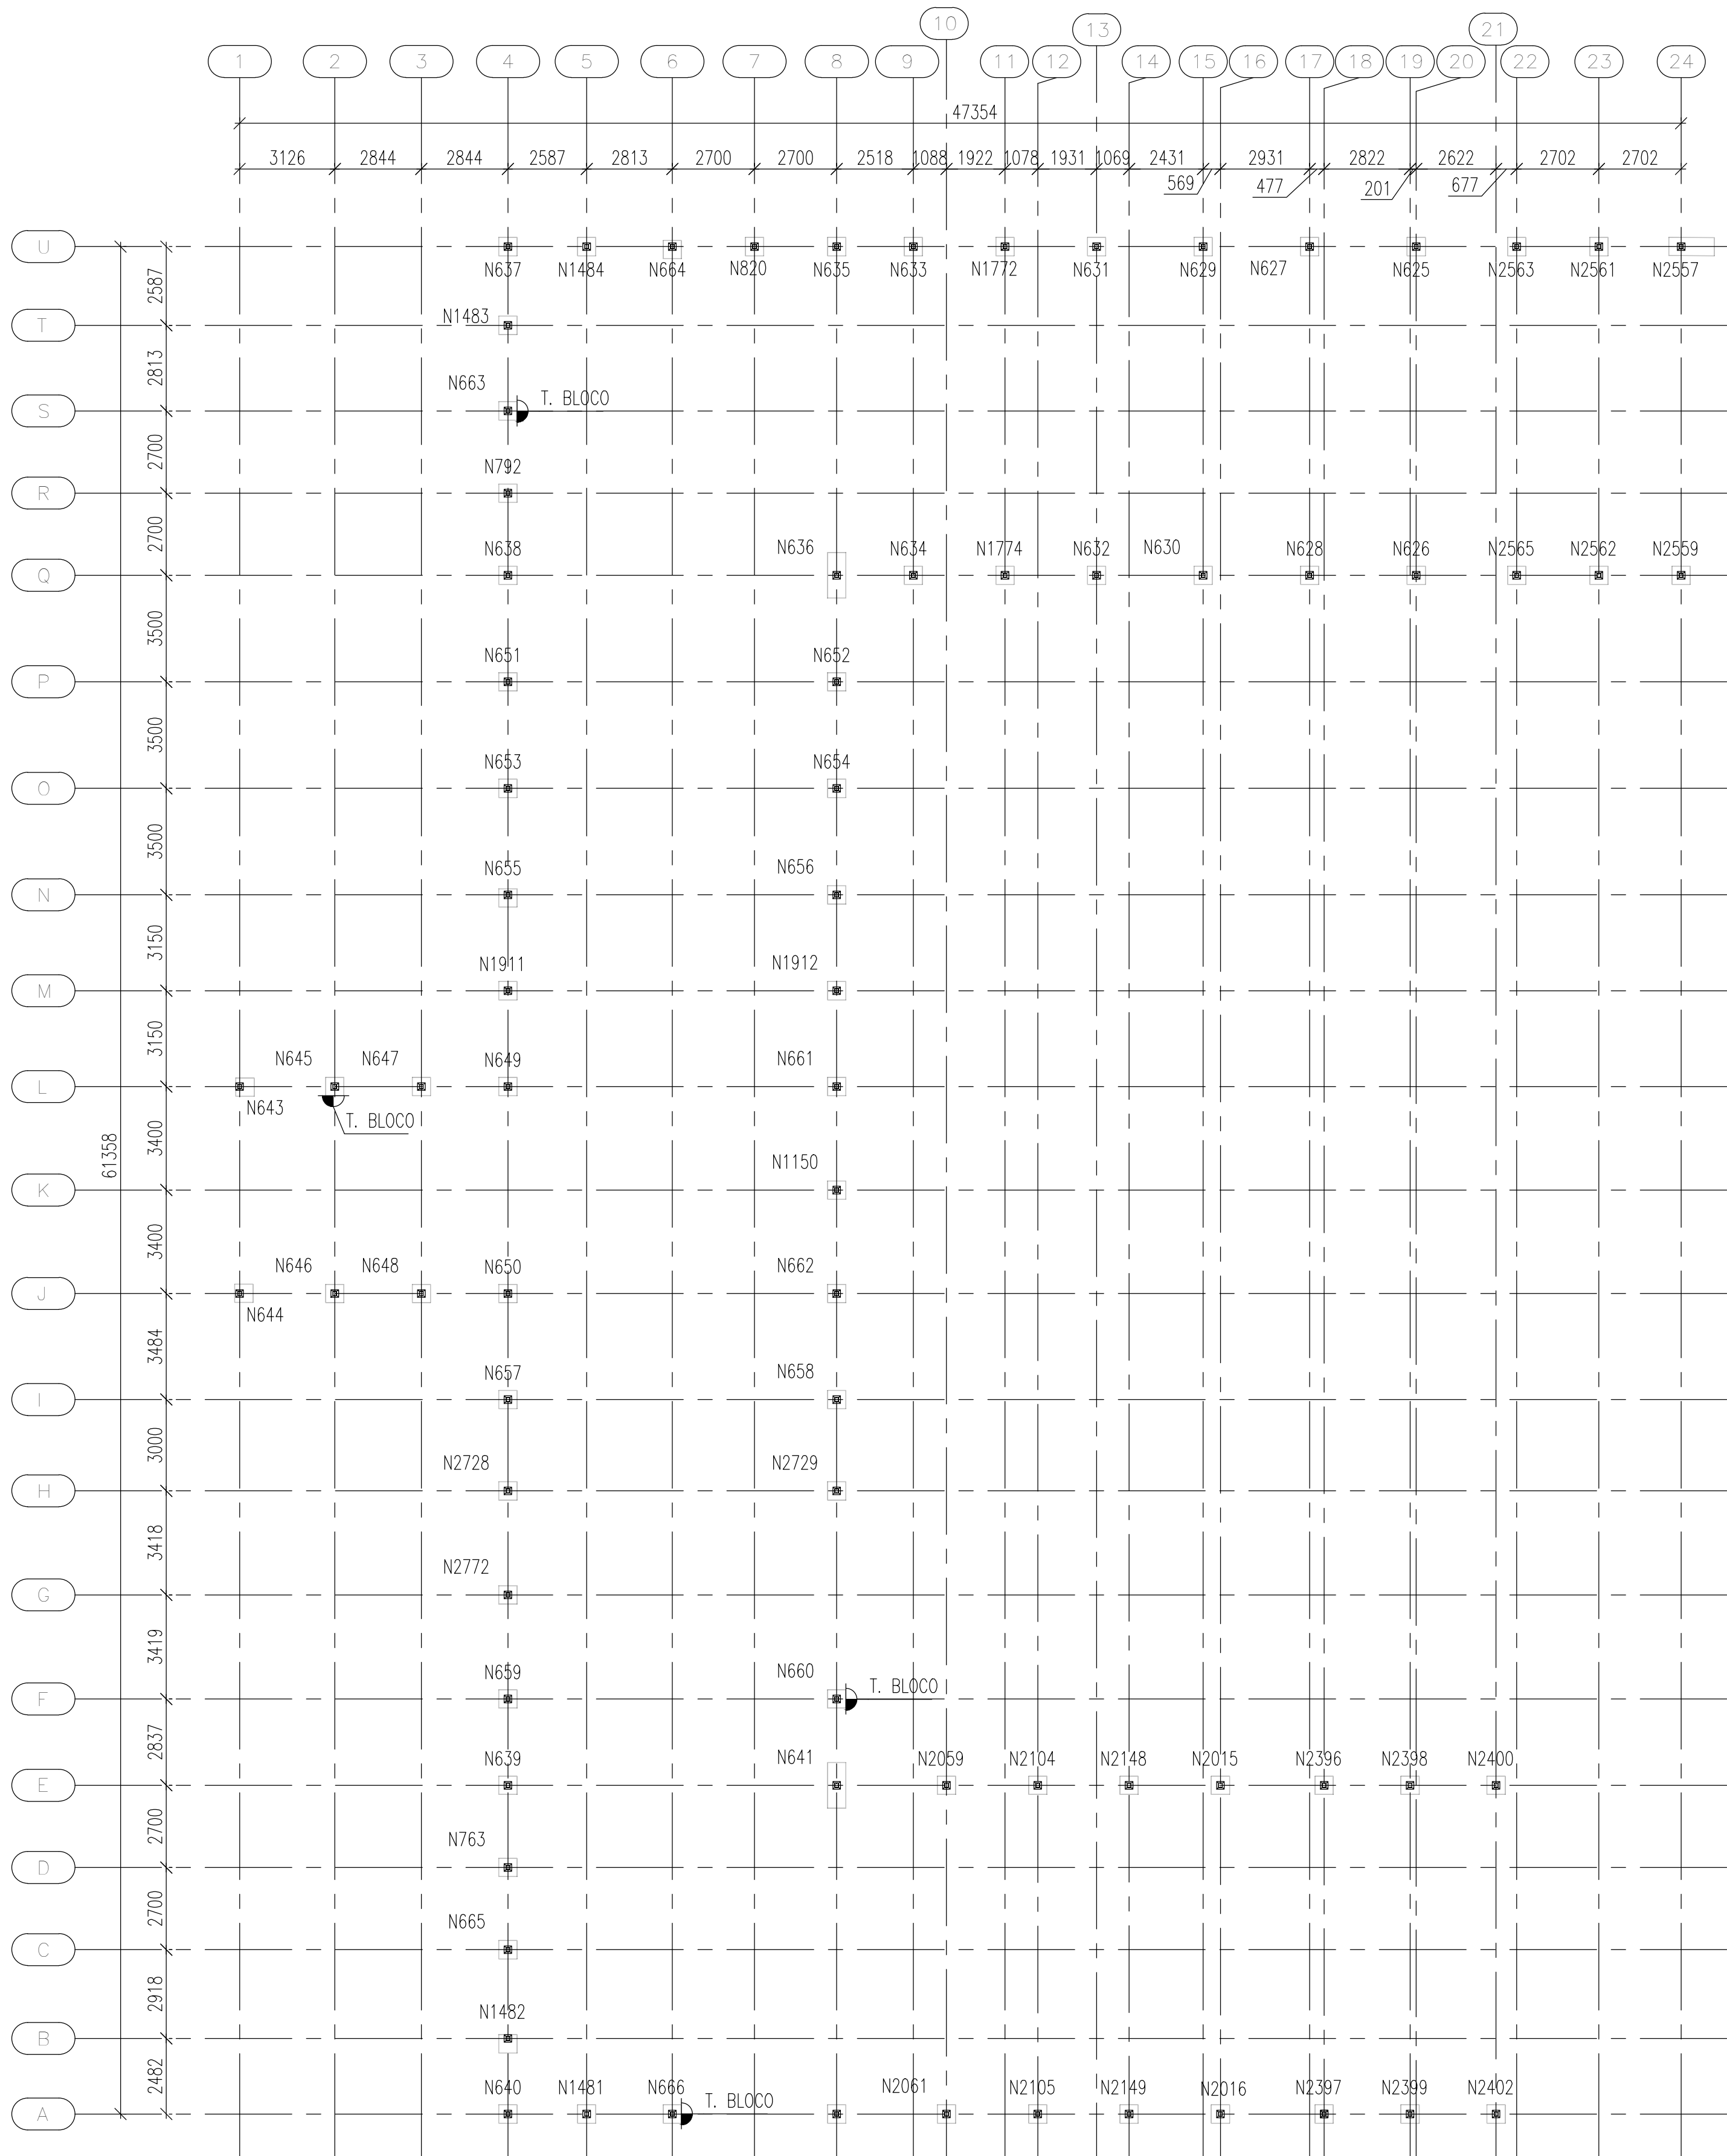 10
13
21
1 2 3 4 5 6 7 8 9 11 12 14 15 16 17 18 19 20 22 23 24
47354
3126 2844 2844 2587 2813 2700 2700 2518 1088 1922 1078 1931 1069 2431 2931 2822 2622 2702 2702
569 477 201 677
U
N637 N1484 N664 N820 N635 N633 N1772 N631 N629 N627 N625 N2563 N2561 N2557
2587
T
N1483
2813
N663
S
T. BLOCO
2700
N792
R
2700
N638 N636 N634 N1774 N632 N630 N628 N626 N2565 N2562 N2559
Q
3500
N651 N652
P
3500
N653 N654
O
3500
N655 N656
N
3150
N1911 N1912
M
3150
N645 N647 N649 N661
L
N643
T. BLOCO
61358
3400
N1150
K
3400
N646 N648 N650 N662
J
N644
3484
N657 N658
I
3000
N2728 N2729
H
3418
N2772
G
3419
N659 N660
F
T. BLOCO
2837
N639 N641 N2059 N2104 N2148 N2015 N2396 N2398 N2400
E
2700
N763
D
2700
N665
C
2918
N1482
B
2482
N640 N1481 N666 N2061 N2105 N2149 N2016 N2397 N2399 N2402
A
T. BLOCO